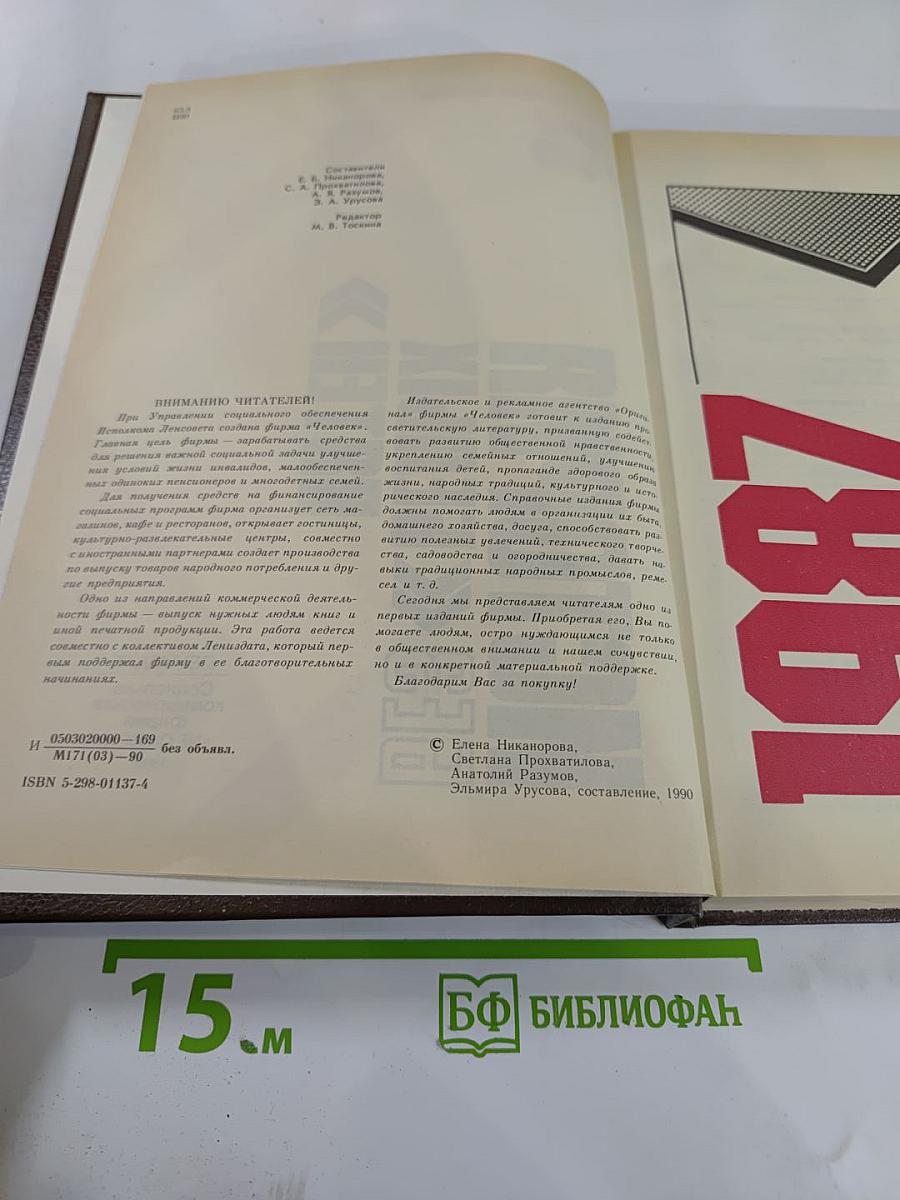 Составители
Е. Б. Никанорова,
С. А. Прохватилова,
А. Я. Разумов,
Э. А. Урусова
Редактор
М. В. Тоскина
ВНИМАНИЮ ЧИТАТЕЛЕЙ!
При Управлении социального обеспечения
Исполкома Ленсовета создана фирма «Человек».
Главная цель фирмы — зарабатывать средства
для решения важной социальной задачи улучше-
ния условий жизни инвалидов, малообеспечен-
ных одиноких пенсионеров и многодетных семей.
Для получения средств на финансирование
социальных программ фирма организует сеть ма-
газинов, кафе и ресторанов, открывает гостиницы,
культурно-развлекательные центры, совместно
с иностранными партнерами создает производства
по выпуску товаров народного потребления и дру-
гие предприятия.
Одно из направлений коммерческой деятель-
ности фирмы — выпуск нужных людям книг и
иной печатной продукции. Эта работа ведется
совместно с коллективом Лениздата, который пер-
вым поддержал фирму в ее благотворительных
начинаниях.
Издательское и рекламное агентство «Ориги-
нал» фирмы «Человек» готовит к изданию про-
светительскую литературу, призванную содейст-
вовать развитию общественной нравственности,
укреплению семейных отношений, улучшению
воспитания детей, пропаганде здорового образа
жизни, народных традиций, культурного и исто-
рического наследия. Справочные издания фирмы
должны помогать людям в организации их быта,
домашнего хозяйства, досуга, способствовать раз-
витию полезных увлечений, технического творче-
ства, садоводства и огородничества, давать на-
выки традиционных народных промыслов, реме-
сел и т. д.
Сегодня мы представляем читателям одно из
первых изданий фирмы. Приобретая его, Вы по-
могаете людям, остро нуждающимся не только
в общественном внимании и нашем сочувствии,
но и в конкретной материальной поддержке.
Благодарим Вас за покупку!
И 0503020000—169 без объявл.
М171(03)—90
ISBN 5-298-01137-4
© Елена Никанорова,
Светлана Прохватилова,
Анатолий Разумов,
Эльмира Урусова, составление, 1990
1987
15 см
БФ БИБЛИОФАН